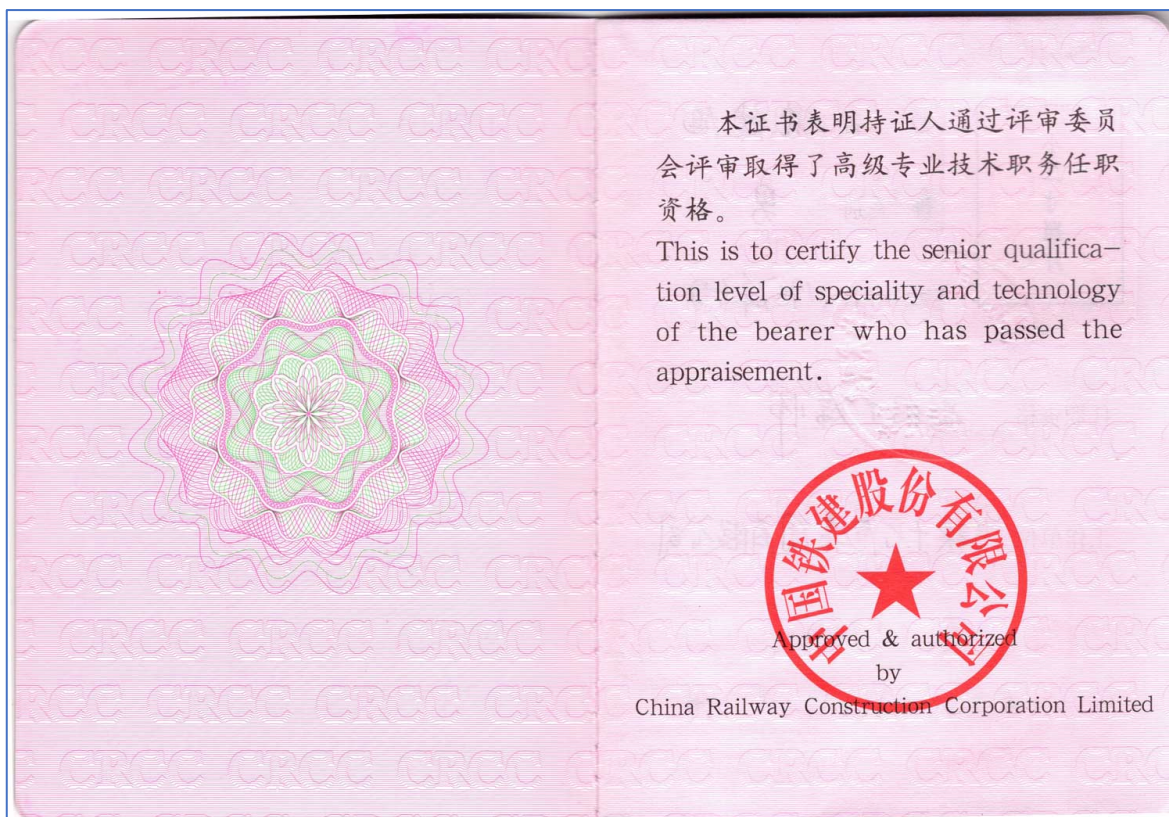 本证书表明持证人通过评审委员
会评审取得了高级专业技术职务任职
资格。
This is to certify the senior qualifica-
tion level of speciality and technology
of the bearer who has passed the
appraisement.
中国铁建股份有限公司
Approved & authorized
by
China Railway Construction Corporation Limited
CRCC